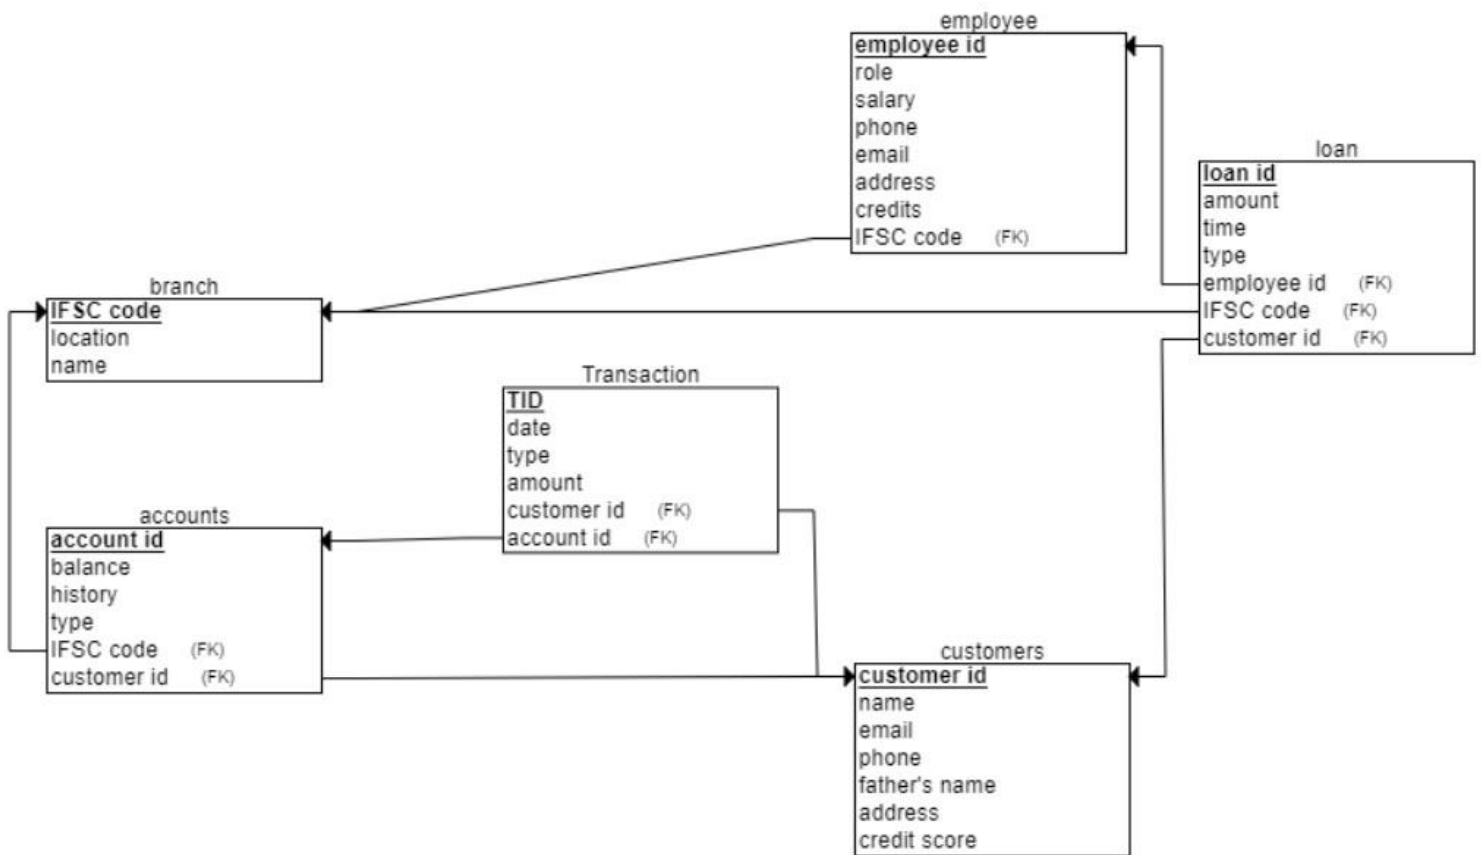 employee
employee id
role
salary
phone
email
address
credits
IFSC code (FK)
loan
loan id
amount
time
type
employee id (FK)
IFSC code (FK)
customer id (FK)
branch
IFSC code
location
name
Transaction
TID
date
type
amount
customer id (FK)
account id (FK)
accounts
account id
balance
history
type
IFSC code (FK)
customer id (FK)
customers
customer id
name
email
phone
father's name
address
credit score